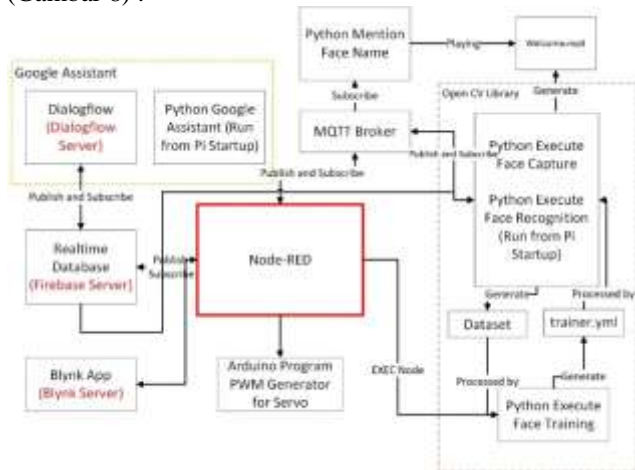 (Gambar 6) .
Python Mention
Face Name
Playing
Welcome.mp3
Google Assistant
Subscribe
Open CV Library
Generate
Dialogflow
(Dialogflow
Server)
Python Google
Assistant (Run
from Pi Startup)
MQTT Broker
Python Execute
Face Capture
Publish and Subscribe
Publish and Subscribe
Publish and Subscribe
Python Execute
Face Recognition
(Run from Pi
Startup)
Realtime
Database
(Firebase Server)
Publish
Subscribe
Node-RED
Generate
Processed by
Dataset
trainer.yml
Blynk App
(Blynk Server)
Arduino Program
PWM Generator
for Servo
EXEC Node
Processed by
Generate
Python Execute
Face Training